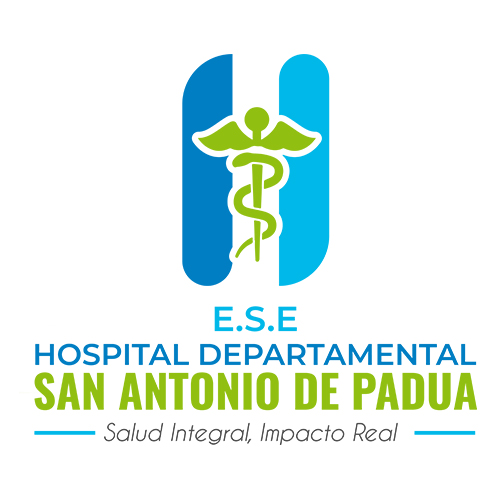 E.S.E
HOSPITAL DEPARTAMENTAL
SAN ANTONIO DE PADUA
Salud Integral, Impacto Real